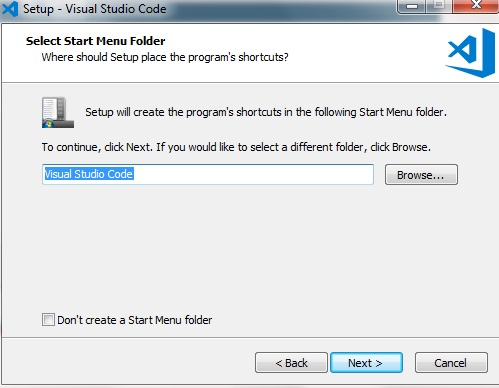 Setup - Visual Studio Code
Select Start Menu Folder
Where should Setup place the program's shortcuts?
Setup will create the program's shortcuts in the following Start Menu folder.
To continue, click Next. If you would like to select a different folder, click Browse.
Visual Studio Code
Browse...
Don't create a Start Menu folder
< Back
Next >
Cancel